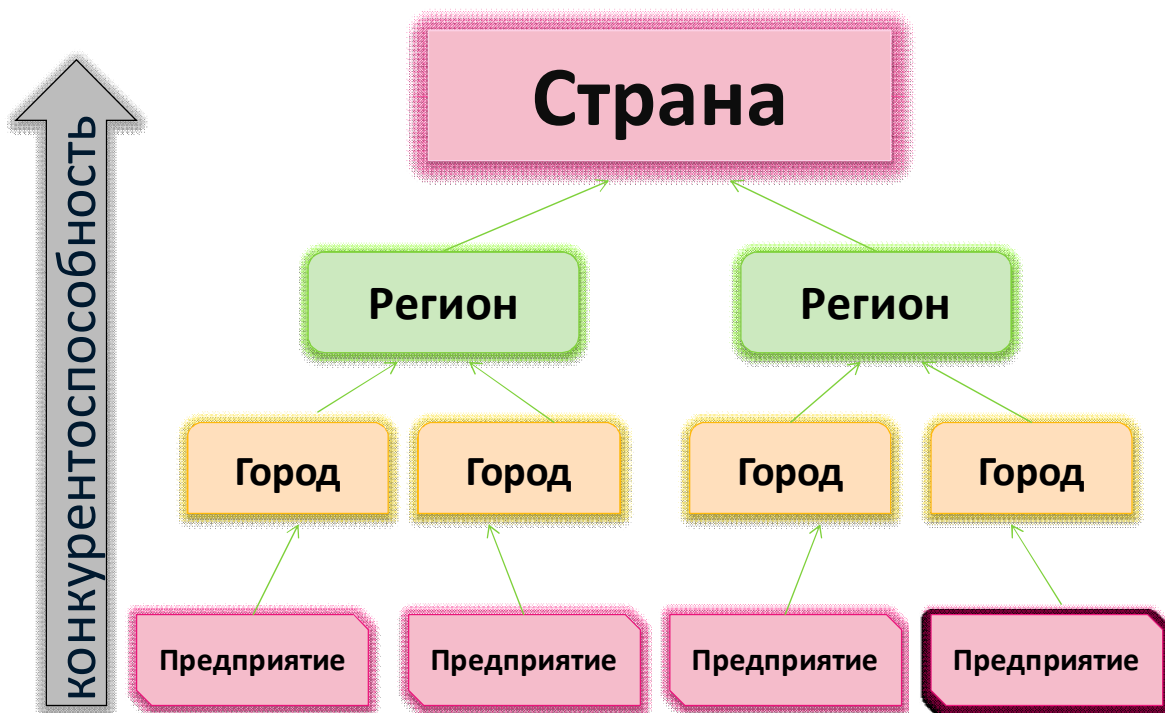 Страна
конкурентоспособность
Регион
Регион
Город
Город
Город
Город
Предприятие
Предприятие
Предприятие
Предприятие